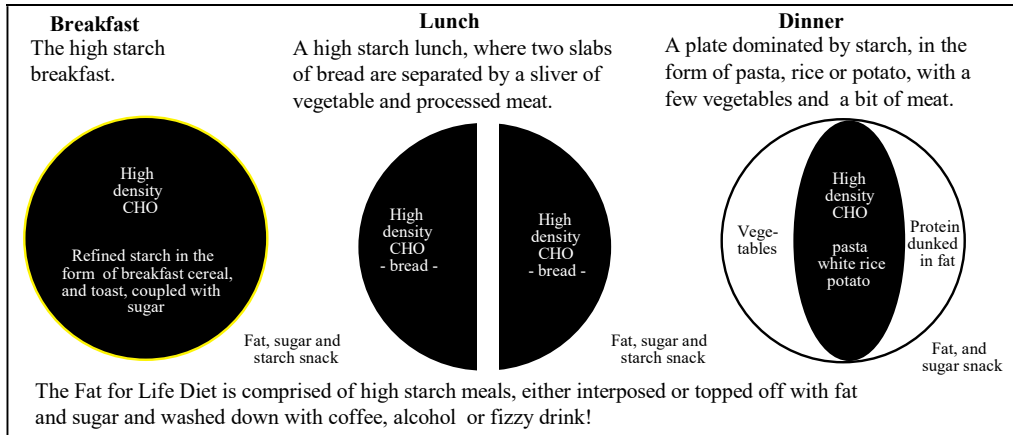 Breakfast
The high starch
breakfast.
High
density
CHO
Refined starch in the
form of breakfast cereal,
and toast, coupled with
sugar
Fat, sugar and
starch snack
Lunch
A high starch lunch, where two slabs
of bread are separated by a sliver of
vegetable and processed meat.
High
density
CHO
- bread -
High
density
CHO
- bread -
Fat, sugar and
starch snack
Dinner
A plate dominated by starch, in the
form of pasta, rice or potato, with a
few vegetables and a bit of meat.
Vege-
tables
High
density
CHO
pasta
white rice
potato
Protein
dunked
in fat
Fat, and
sugar snack
The Fat for Life Diet is comprised of high starch meals, either interposed or topped off with fat
and sugar and washed down with coffee, alcohol or fizzy drink!